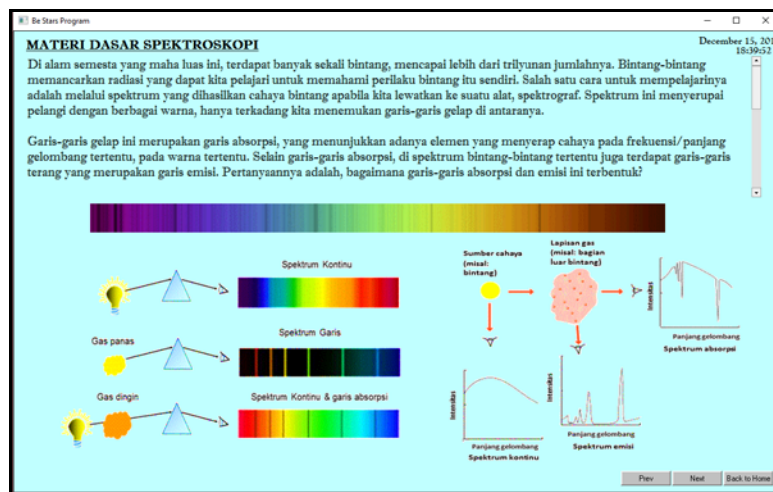 Be Stars Program
MATERI DASAR SPEKTROSKOPI
December 15, 201
18:39:52
Di alam semesta yang maha luas ini, terdapat banyak sekali bintang, mencapai lebih dari trilyunan jumlahnya. Bintang-bintang
memancarkan radiasi yang dapat kita pelajari untuk memahami perilaku bintang itu sendiri. Salah satu cara untuk mempelajarinya
adalah melalui spektrum yang dihasilkan cahaya bintang apabila kita lewatkan ke suatu alat, spektrograf. Spektrum ini menyerupai
pelangi dengan berbagai warna, hanya terkadang kita menemukan garis-garis gelap di antaranya.
Garis-garis gelap ini merupakan garis absorpsi, yang menunjukkan adanya elemen yang menyerap cahaya pada frekuensi/panjang
gelombang tertentu, pada warna tertentu. Selain garis-garis absorpsi, di spektrum bintang-bintang tertentu juga terdapat garis-garis
terang yang merupakan garis emisi. Pertanyaannya adalah, bagaimana garis-garis absorpsi dan emisi ini terbentuk?
Spektrum Kontinu
Gas panas
Spektrum Garis
Gas dingin
Spektrum Kontinu & garis absorpsi
Sumber cahaya
(misal:
bintang)
Lapisan gas
(misal: bagian
luar bintang)
Intensitas
Panjang gelombang
Spektrum absorpsi
Intensitas
Panjang gelombang
Spektrum kontinu
Intensitas
Panjang gelombang
Spektrum emisi
Prev
Next
Back to Home